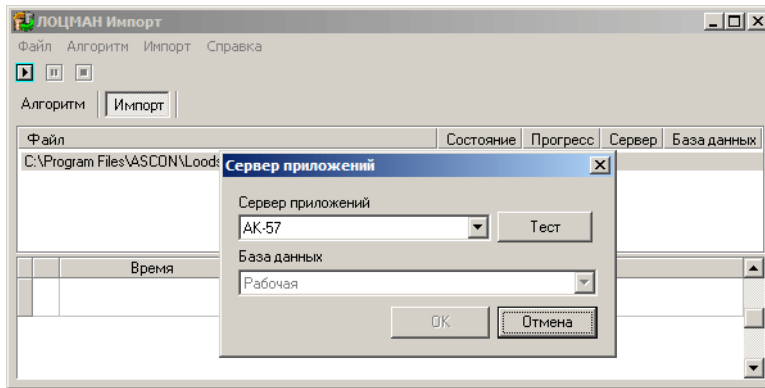 ЛОЦМАН Импорт
Файл Алгоритм Импорт Справка
Алгоритм Импорт
Файл Состояние Прогресс Сервер База данных
C:\Program Files\ASCON\Loods
Сервер приложений
Сервер приложений
АК-57 Тест
База данных
Рабочая
Время
OK Отмена